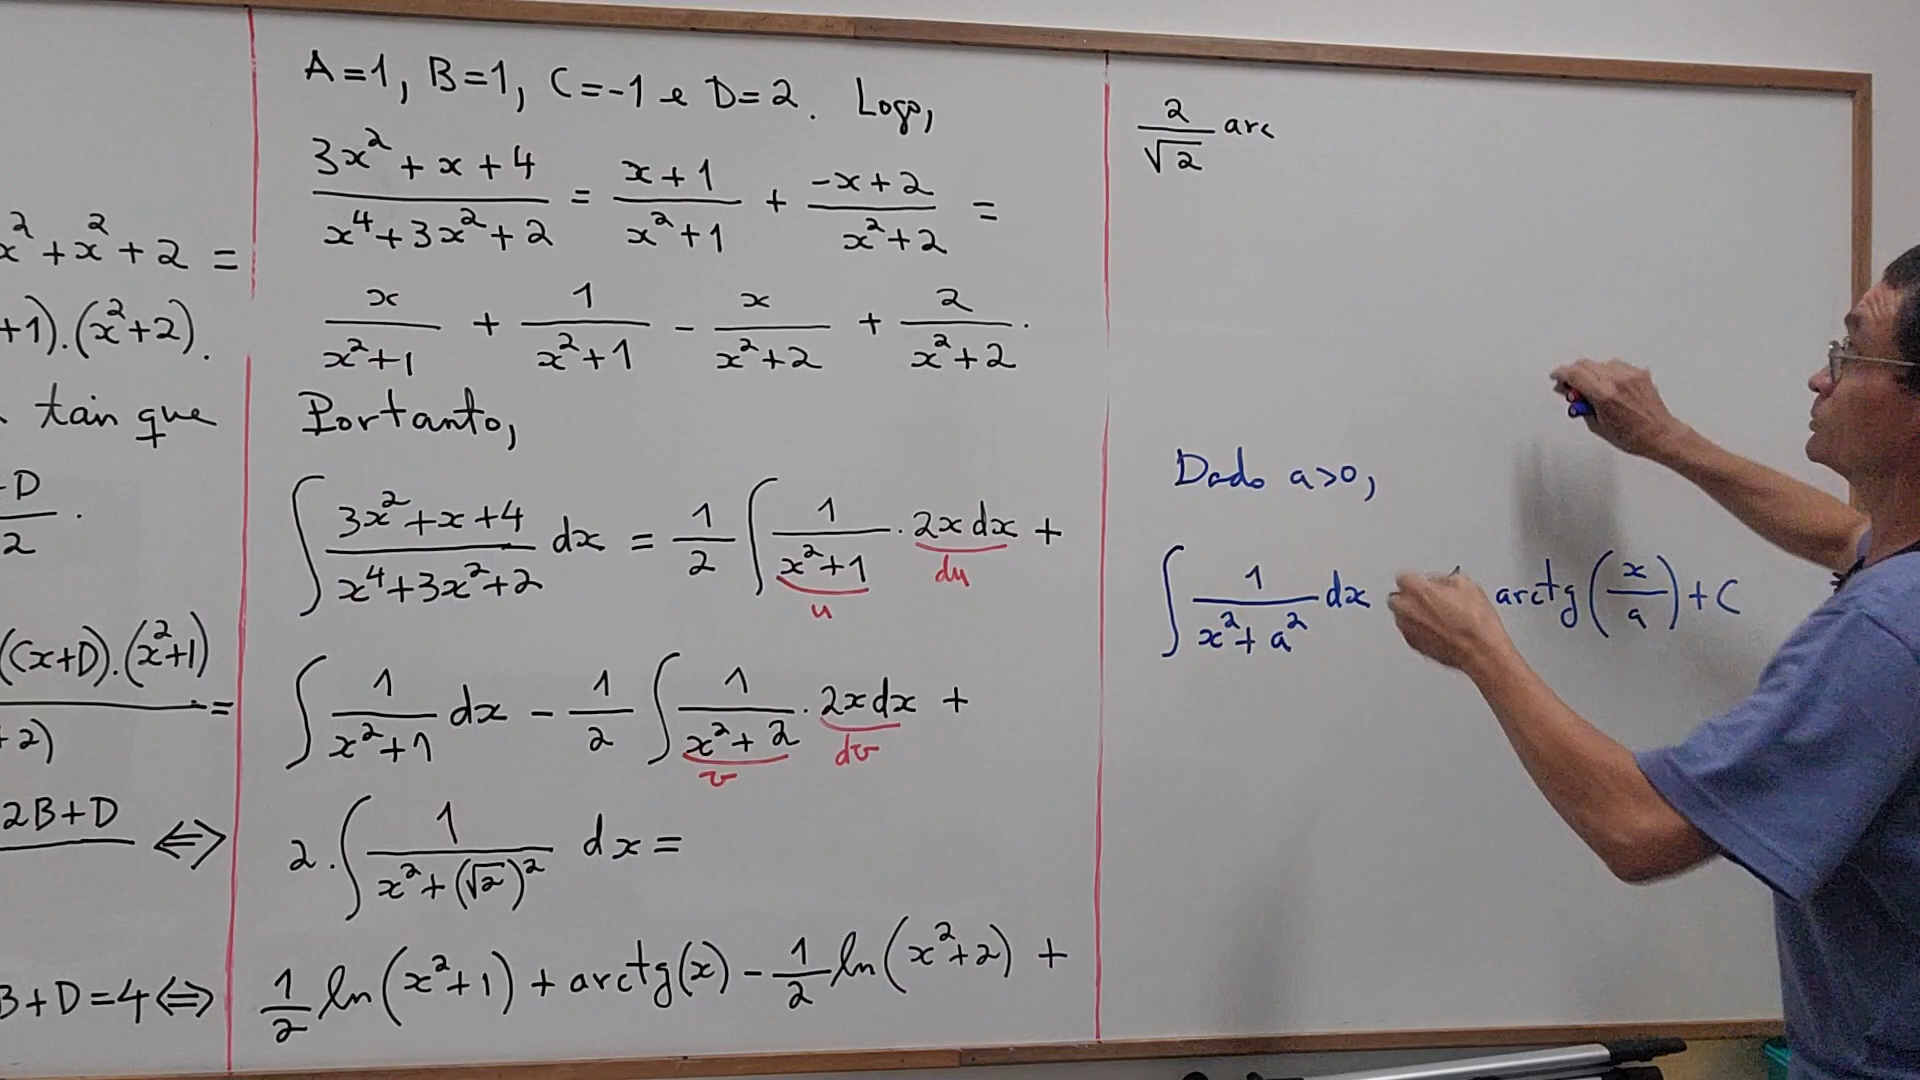 x²+x²+2 =
+1).(x²+2).
tais que
D
2 .
(Cx+D).(x²+1) =
+2)
2B+D ⇔
B+D=4 ⇔
A=1, B=1, C=-1 e D=2. Logo,
(3x²+x+4)/(x⁴+3x²+2) = (x+1)/(x²+1) + (-x+2)/(x²+2) =
x/(x²+1) + 1/(x²+1) - x/(x²+2) + 2/(x²+2).
Portanto,
∫ (3x²+x+4)/(x⁴+3x²+2) dx = 1/2 ∫ 1/(x²+1) . 2x dx +
u du
∫ 1/(x²+1) dx - 1/2 ∫ 1/(x²+2) . 2x dx +
v dv
2. ∫ 1/(x²+(√2)²) dx =
1/2 ln(x²+1) + arctg(x) - 1/2 ln(x²+2) +
2/√2 arc
Dado a>0,
∫ 1/(x²+a²) dx arctg(x/a)+C